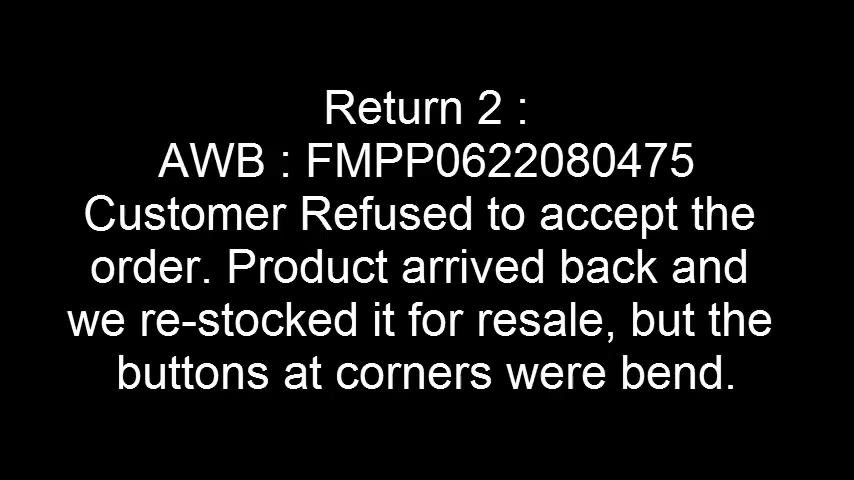 Return 2 :
AWB : FMPP0622080475
Customer Refused to accept the
order. Product arrived back and
we re-stocked it for resale, but the
buttons at corners were bend.